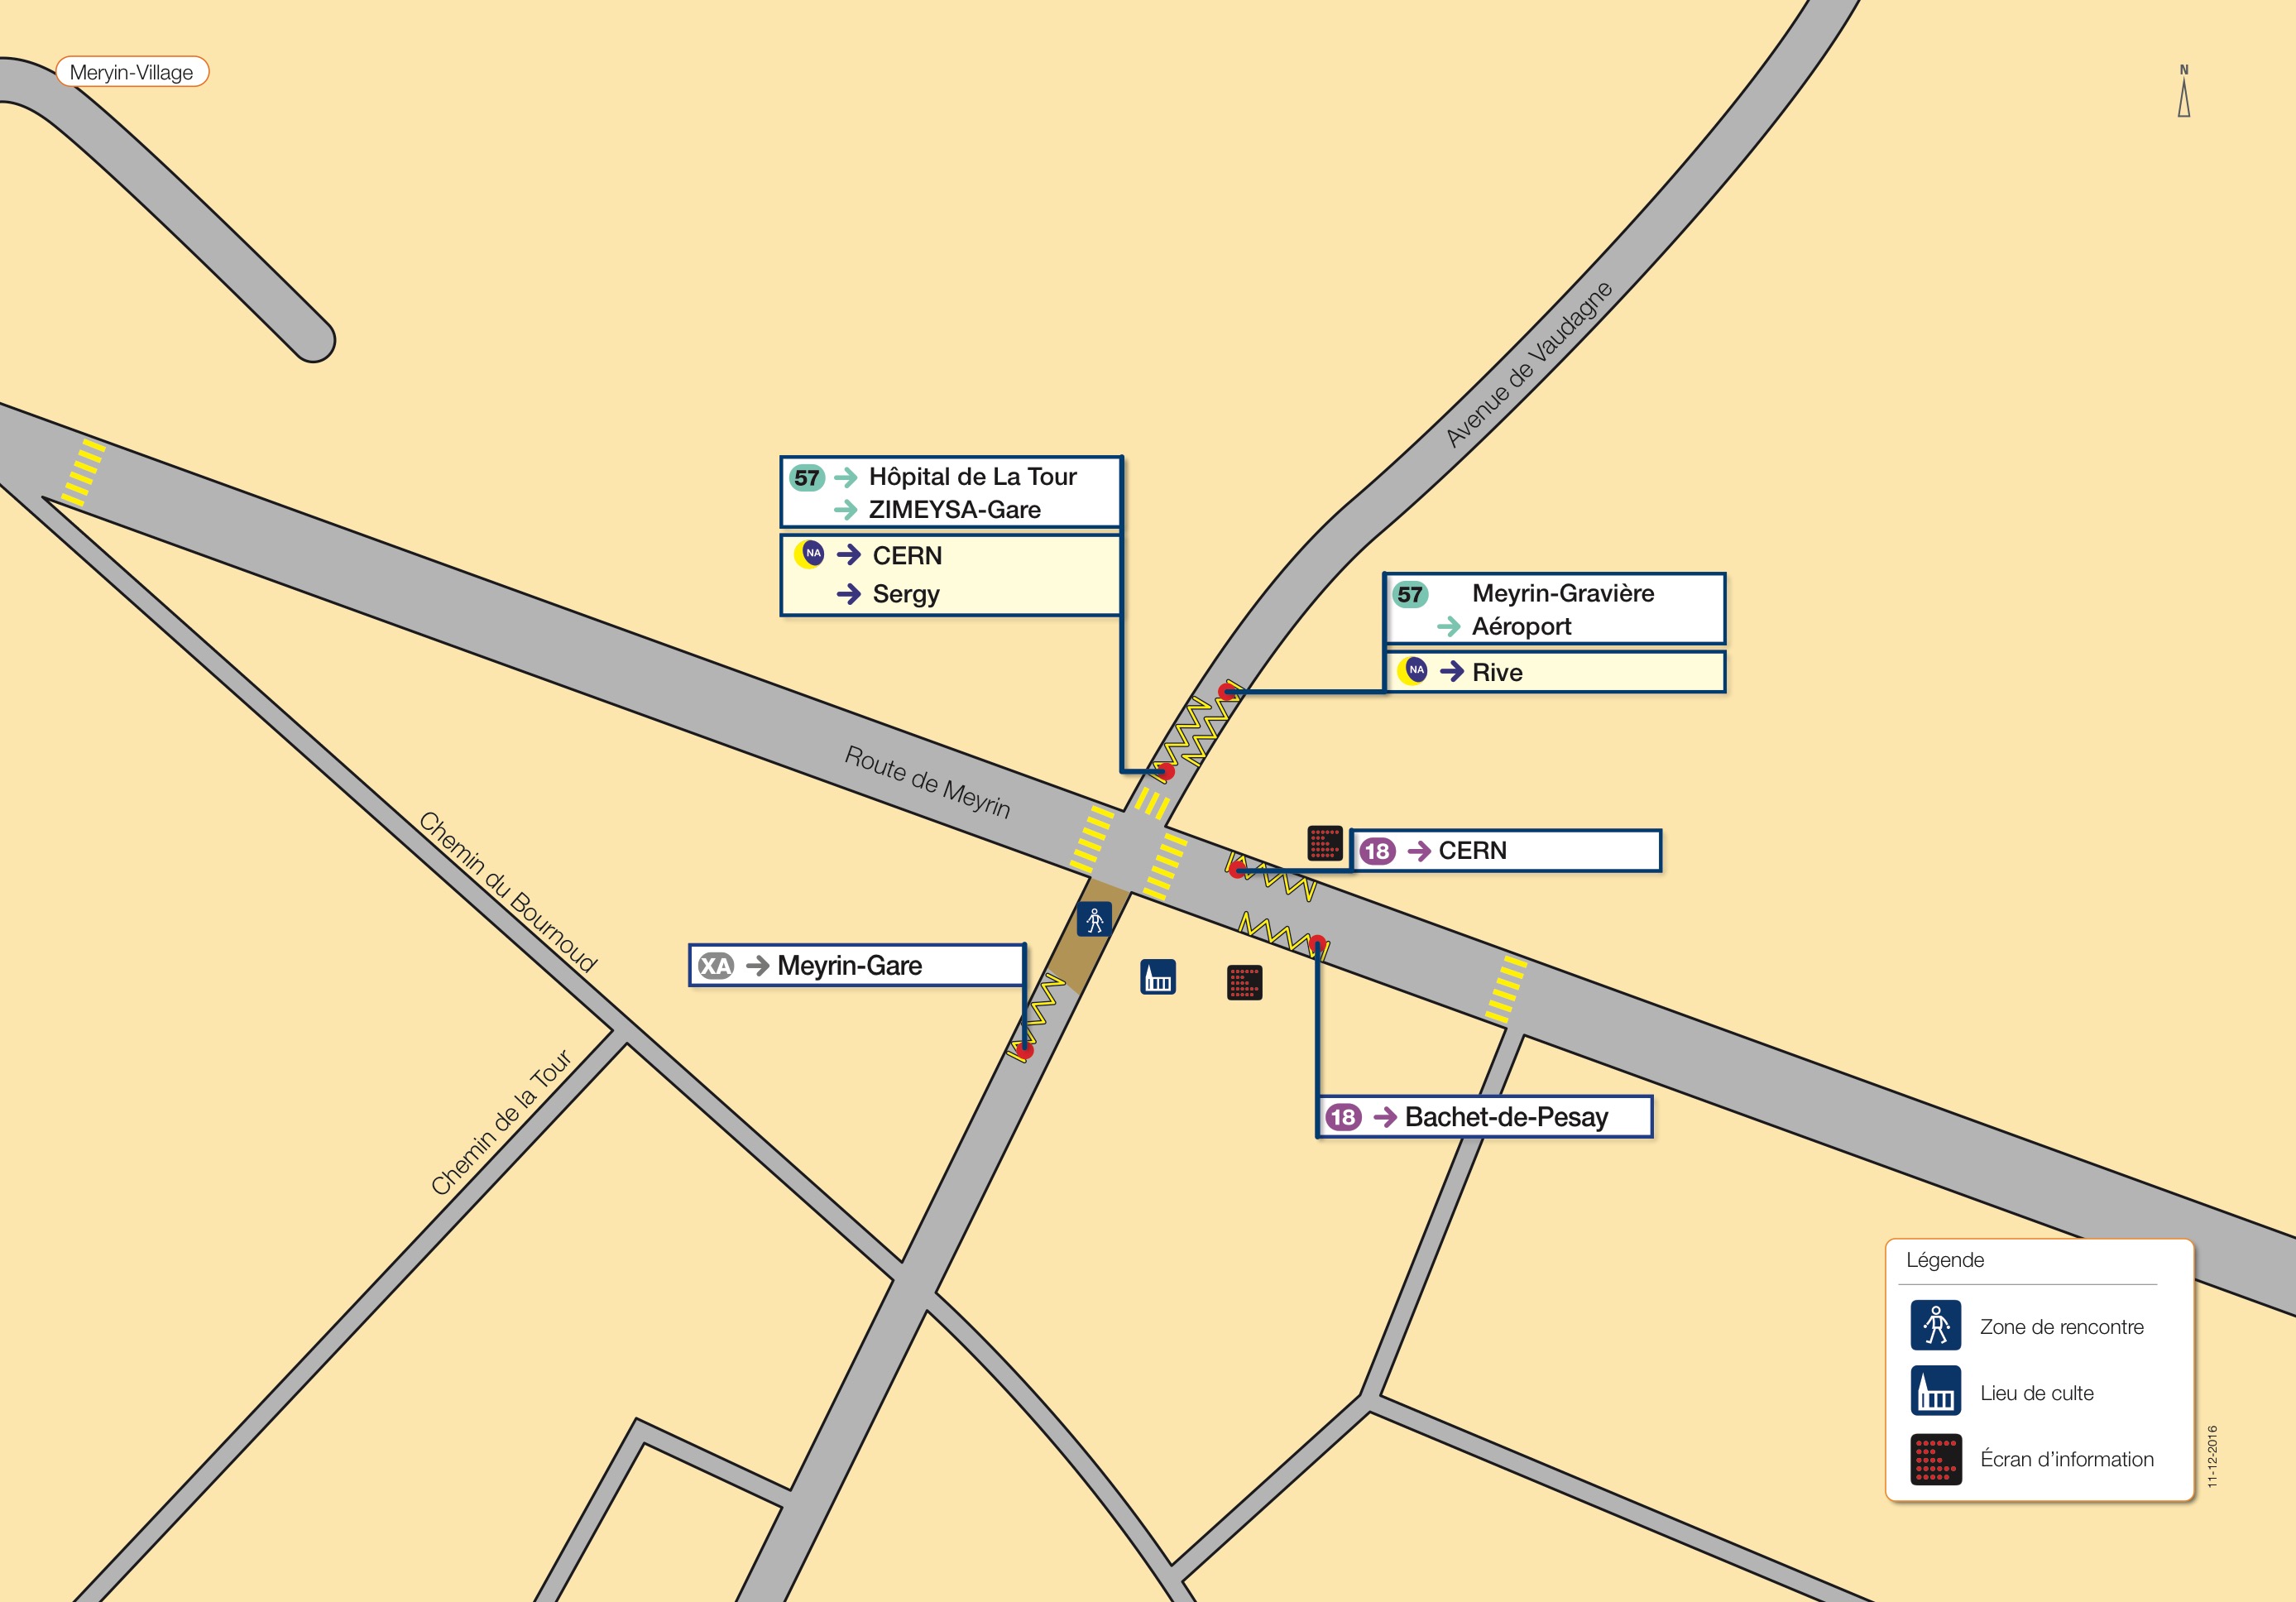 Meryin-Village
N
Avenue de Vaudagne
57 Hôpital de La Tour
ZIMEYSA-Gare
NA CERN
Sergy
57 Meyrin-Gravière
Aéroport
NA Rive
Route de Meyrin
18 CERN
Chemin du Bournoud
XA Meyrin-Gare
Chemin de la Tour
18 Bachet-de-Pesay
Légende
Zone de rencontre
Lieu de culte
Écran d’information
11-12-2016